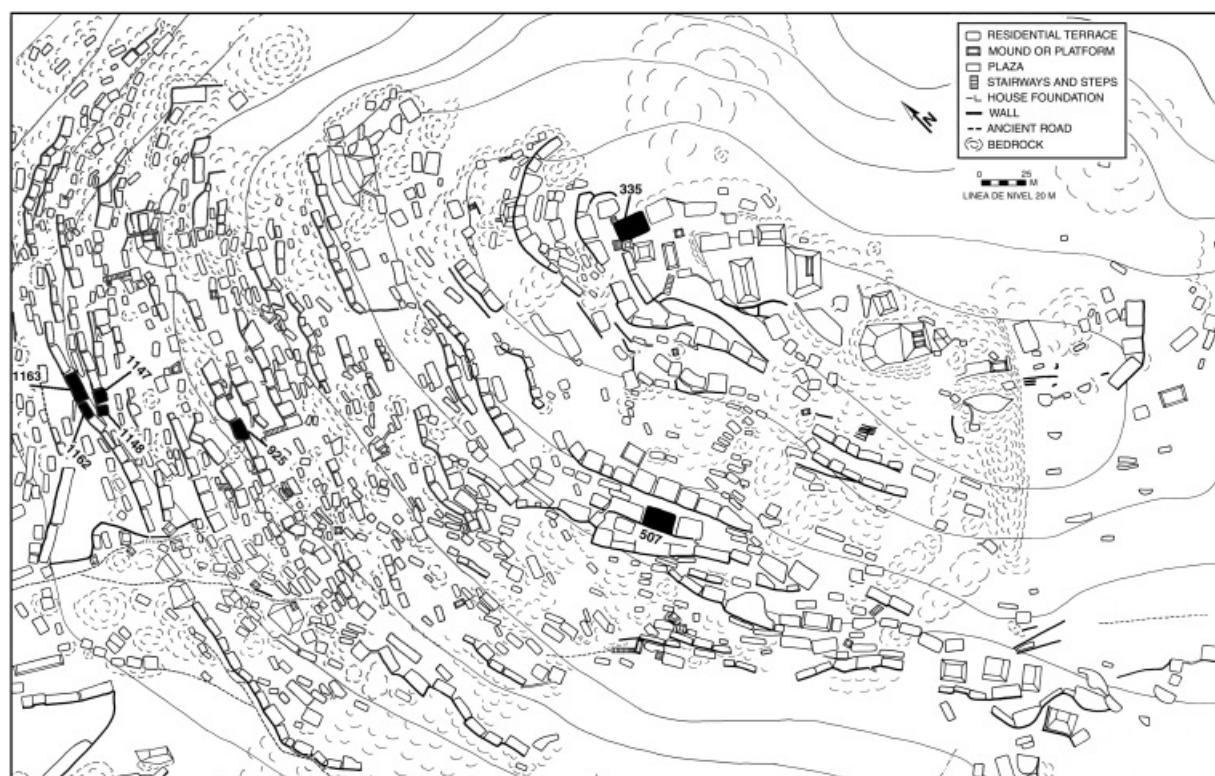 RESIDENTIAL TERRACE
MOUND OR PLATFORM
PLAZA
STAIRWAYS AND STEPS
HOUSE FOUNDATION
WALL
ANCIENT ROAD
BEDROCK
N
0 25 M
LINEA DE NIVEL 20 M
335
1163
1147
1162
1148
925
507